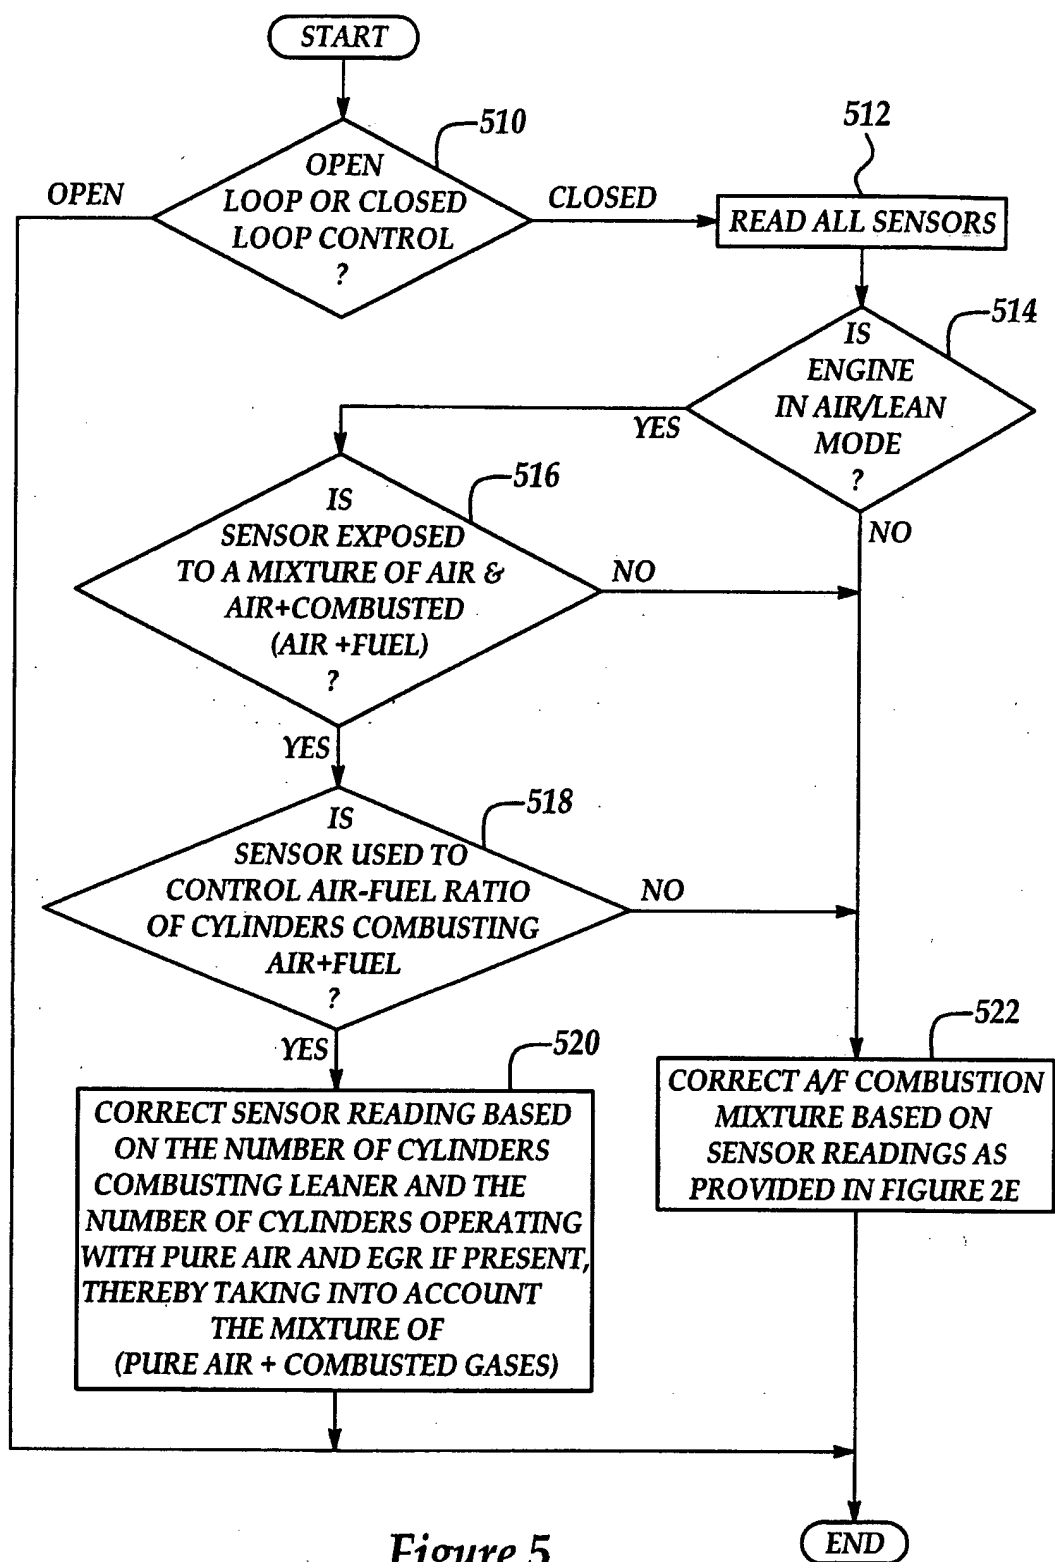 START
510
OPEN
LOOP OR CLOSED
LOOP CONTROL
?
OPEN
CLOSED
512
READ ALL SENSORS
514
IS
ENGINE
IN AIR/LEAN
MODE
?
YES
NO
516
IS
SENSOR EXPOSED
TO A MIXTURE OF AIR &
AIR+COMBUSTED
(AIR +FUEL)
?
NO
YES
518
IS
SENSOR USED TO
CONTROL AIR-FUEL RATIO
OF CYLINDERS COMBUSTING
AIR+FUEL
?
NO
YES
520
CORRECT SENSOR READING BASED
ON THE NUMBER OF CYLINDERS
COMBUSTING LEANER AND THE
NUMBER OF CYLINDERS OPERATING
WITH PURE AIR AND EGR IF PRESENT,
THEREBY TAKING INTO ACCOUNT
THE MIXTURE OF
(PURE AIR + COMBUSTED GASES)
522
CORRECT A/F COMBUSTION
MIXTURE BASED ON
SENSOR READINGS AS
PROVIDED IN FIGURE 2E
END
Figure 5